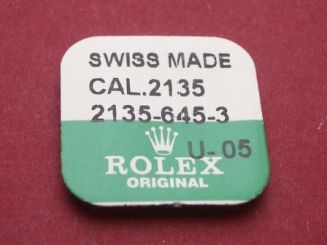 SWISS MADE
CAL.2135
2135-645-3
U-05
ROLEX
ORIGINAL